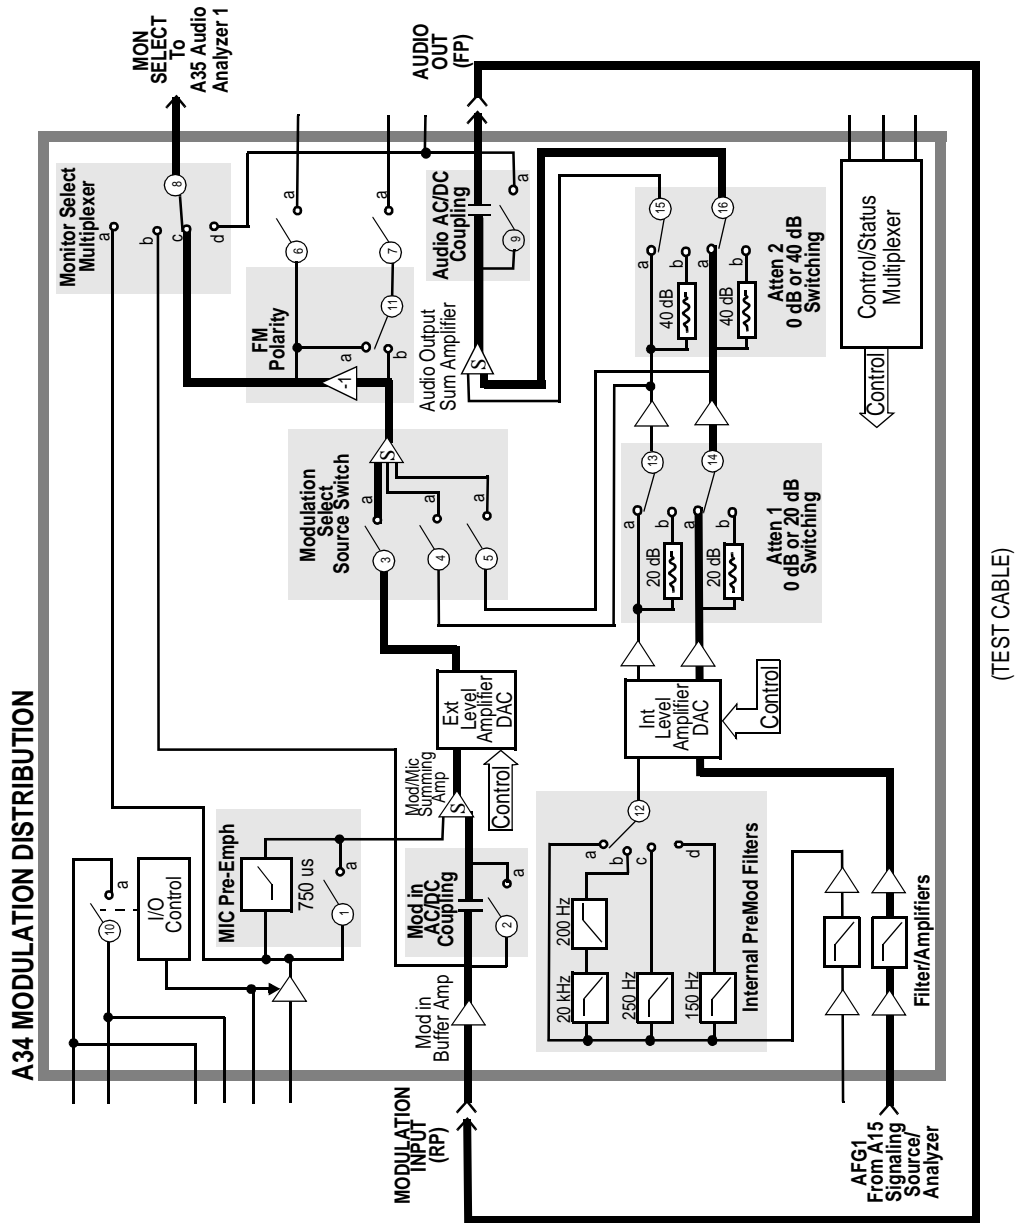 A34 MODULATION DISTRIBUTION
MON
SELECT
To
A35 Audio
Analyzer 1
AUDIO
OUT
(FP)
Monitor Select
Multiplexer
8
a
b
c
d
10
a
I/O
Control
MIC Pre-Emph
750 us
1
a
Mod in
AC/DC
Coupling
2
a
Mod in
Buffer Amp
MODULATION
INPUT
(RP)
Mod/Mic
Summing
Amp
S
Ext
Level
Amplifier
DAC
Control
Modulation
Select
Source Switch
3
a
4
a
5
a
S
FM
Polarity
-1
11
a
b
6
a
7
a
Audio AC/DC
Coupling
9
a
Audio Output
Sum Amplifier
S
Internal PreMod Filters
12
a
b
c
d
20 kHz
200 Hz
250 Hz
150 Hz
Int
Level
Amplifier
DAC
Control
Atten 1
0 dB or 20 dB
Switching
20 dB
20 dB
a
b
a
b
13
14
Atten 2
0 dB or 40 dB
Switching
40 dB
40 dB
a
b
a
b
15
16
Control/Status
Multiplexer
Control
Filter/Amplifiers
AFG1
From A15
Signaling
Source/
Analyzer
(TEST CABLE)